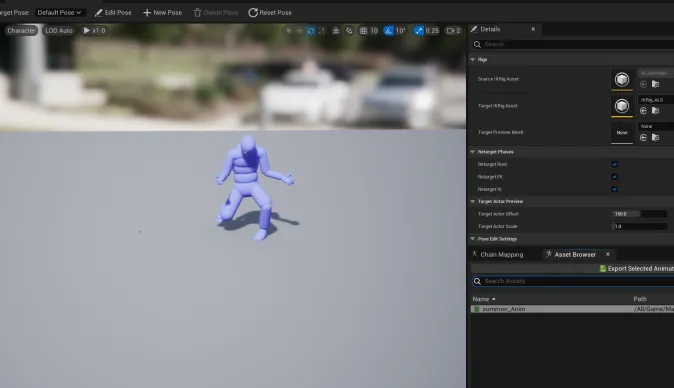 arget Pose: Default Pose Edit Pose New Pose Delete Pose Reset Pose
Character LOD Auto x1.0 10 10° 0.25 2
Details
Search
Rigs
Source IKRig Asset
Target IKRig Asset IKRig_ALS
Target Preview Mesh None None
Retarget Phases
Retarget Root
Retarget FK
Retarget IK
Target Actor Preview
Target Actor Offset 150.0
Target Actor Scale 1.0
Pose Edit Settings
Chain Mapping Asset Browser
Export Selected Animat
Search Assets
Name Path
summon_Anim /All/Game/Ma